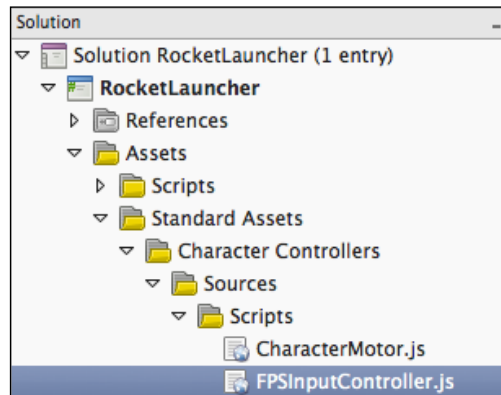 Solution
Solution RocketLauncher (1 entry)
RocketLauncher
References
Assets
Scripts
Standard Assets
Character Controllers
Sources
Scripts
CharacterMotor.js
FPSInputController.js